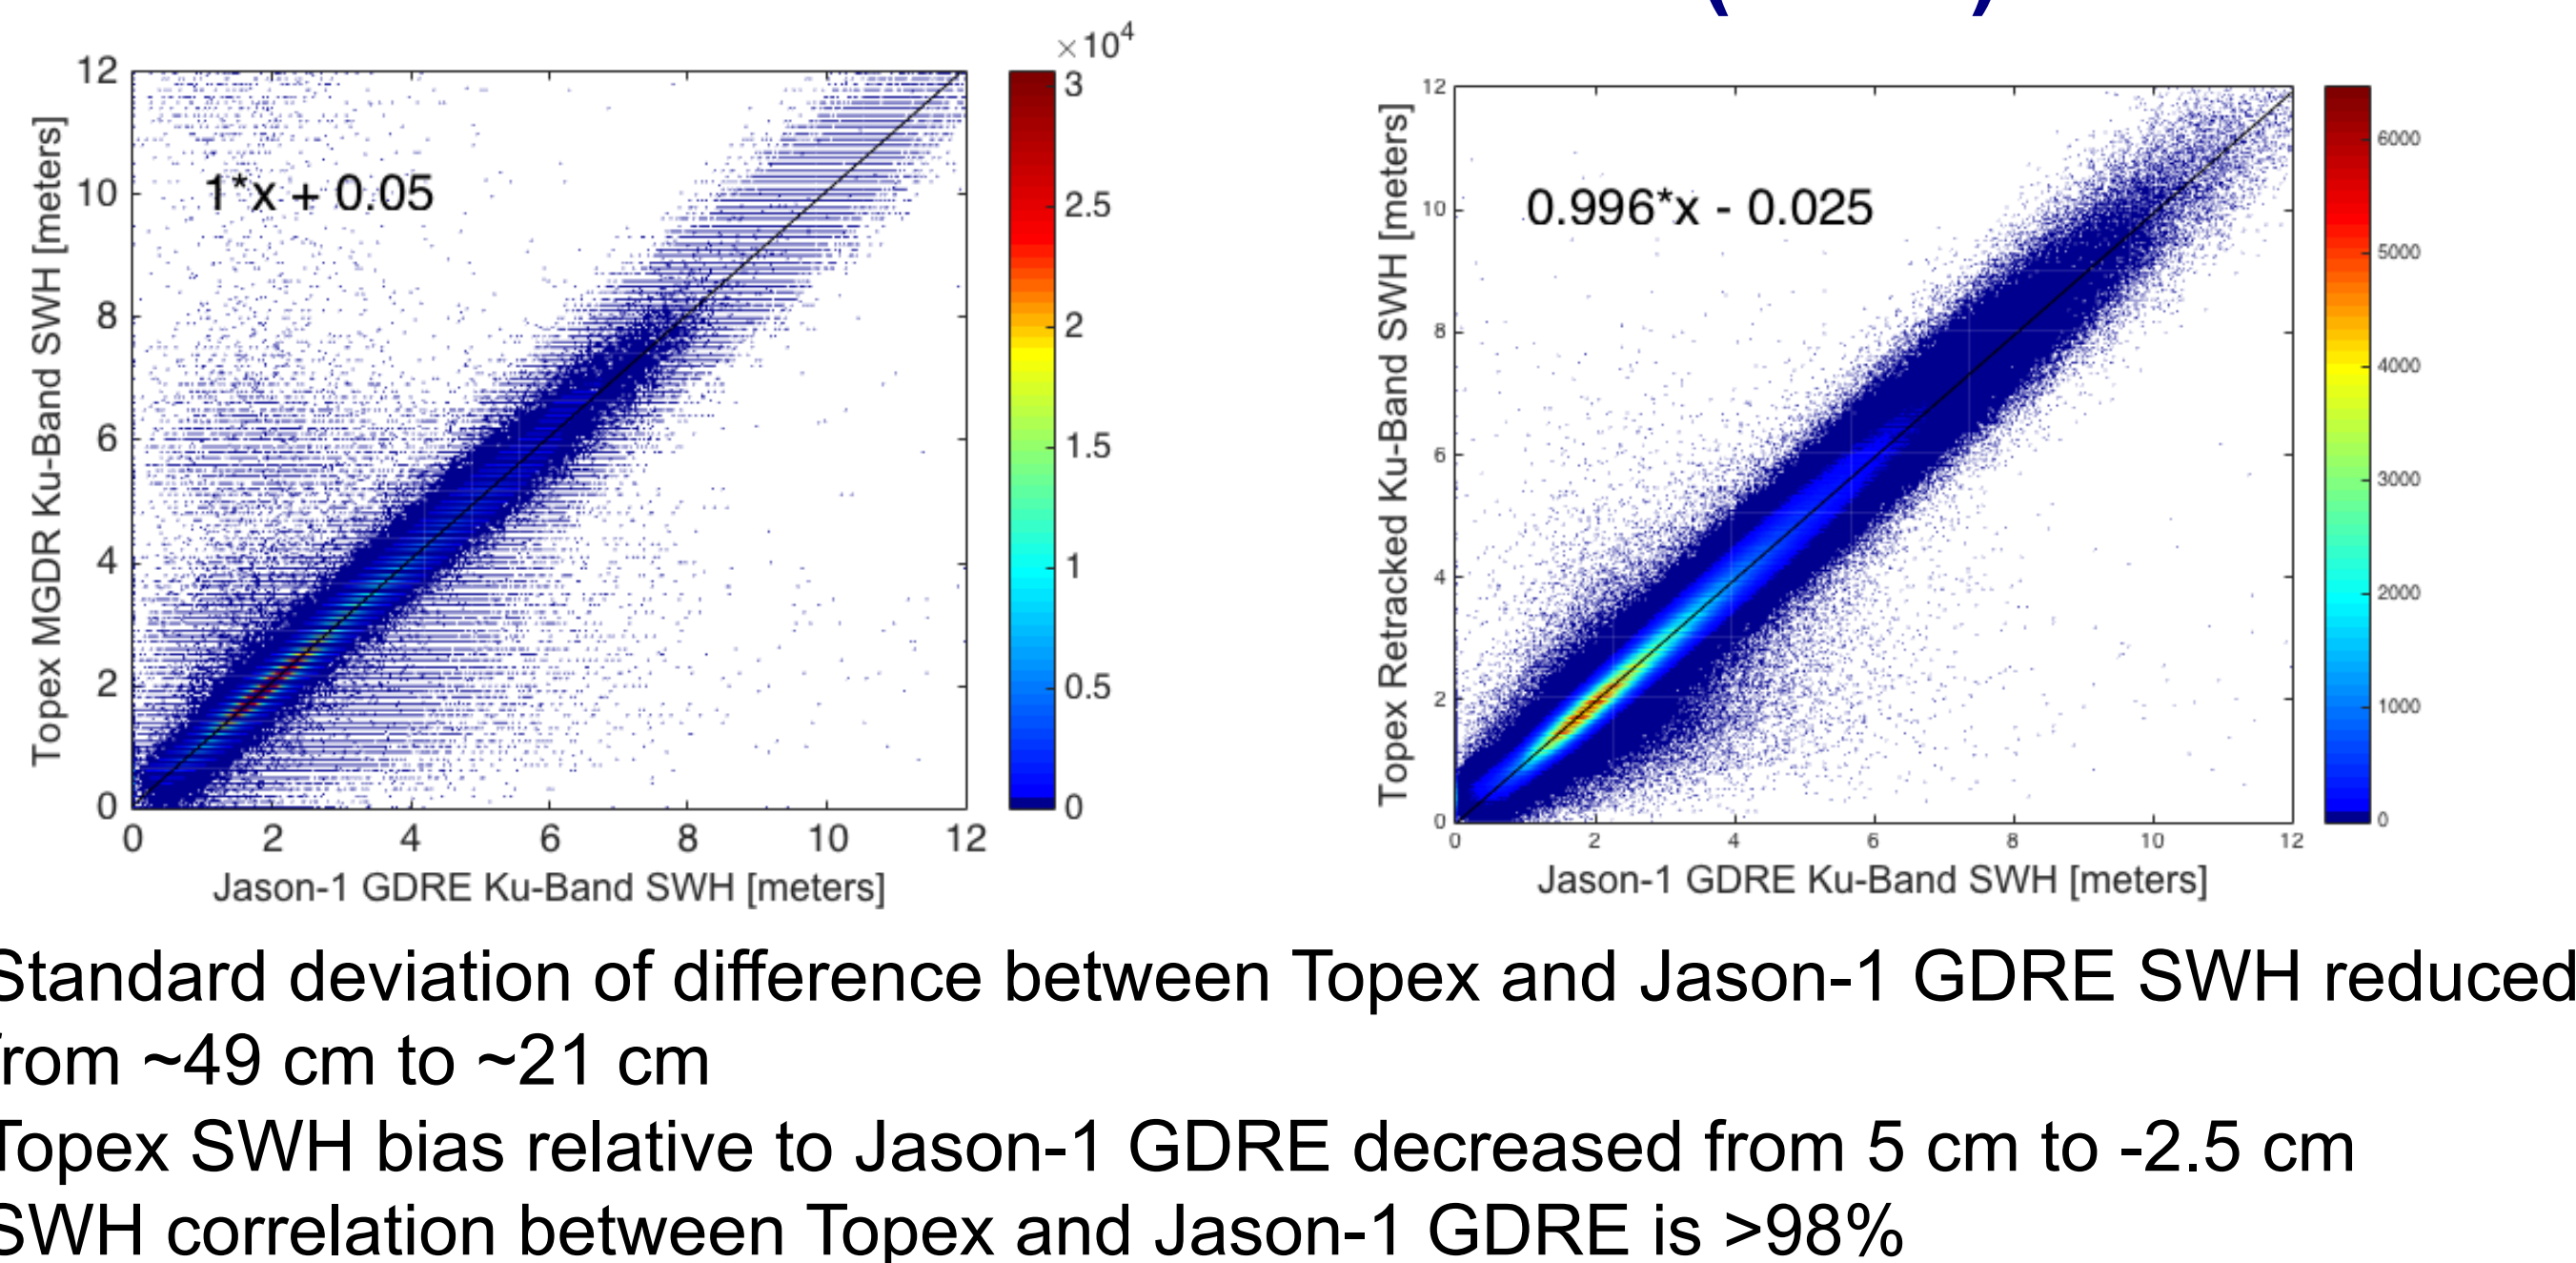 ×10⁴
12
10
8
6
4
2
0
Topex MGDR Ku-Band SWH [meters]
1*x + 0.05
0 2 4 6 8 10 12
Jason-1 GDRE Ku-Band SWH [meters]
3
2.5
2
1.5
1
0.5
0
12
10
8
6
4
2
0
Topex Retracked Ku-Band SWH [meters]
0.996*x - 0.025
0 2 4 6 8 10 12
Jason-1 GDRE Ku-Band SWH [meters]
6000
5000
4000
3000
2000
1000
0
Standard deviation of difference between Topex and Jason-1 GDRE SWH reduced
from ~49 cm to ~21 cm
Topex SWH bias relative to Jason-1 GDRE decreased from 5 cm to -2.5 cm
SWH correlation between Topex and Jason-1 GDRE is >98%